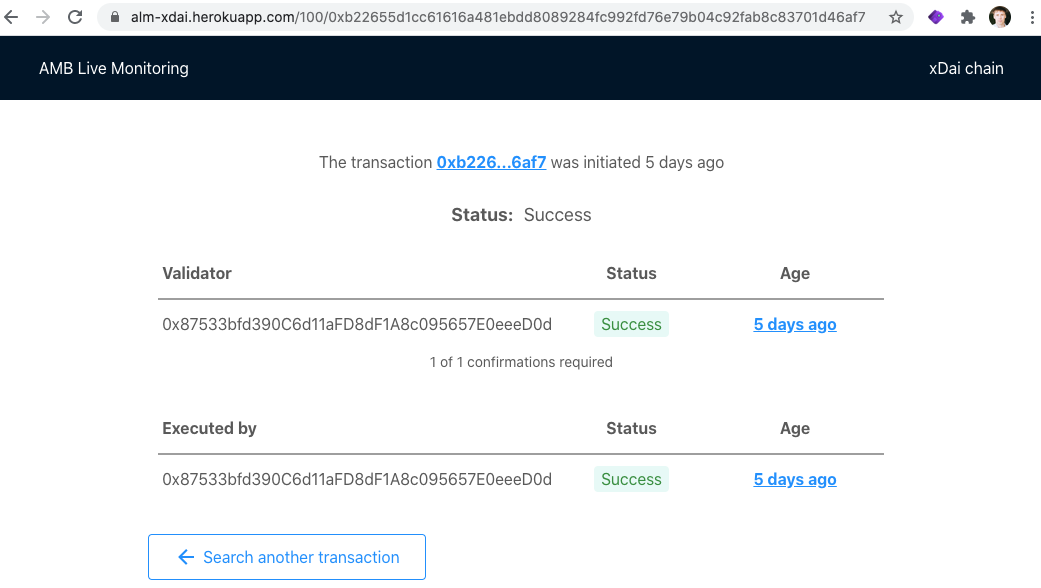 alm-xdai.herokuapp.com/100/0xb22655d1cc61616a481ebdd8089284fc992fd76e79b04c92fab8c83701d46af7
AMB Live Monitoring xDai chain
The transaction 0xb226...6af7 was initiated 5 days ago
Status: Success
Validator Status Age
0x87533bfd390C6d11aFD8dF1A8c095657E0eeeD0d Success 5 days ago
1 of 1 confirmations required
Executed by Status Age
0x87533bfd390C6d11aFD8dF1A8c095657E0eeeD0d Success 5 days ago
Search another transaction